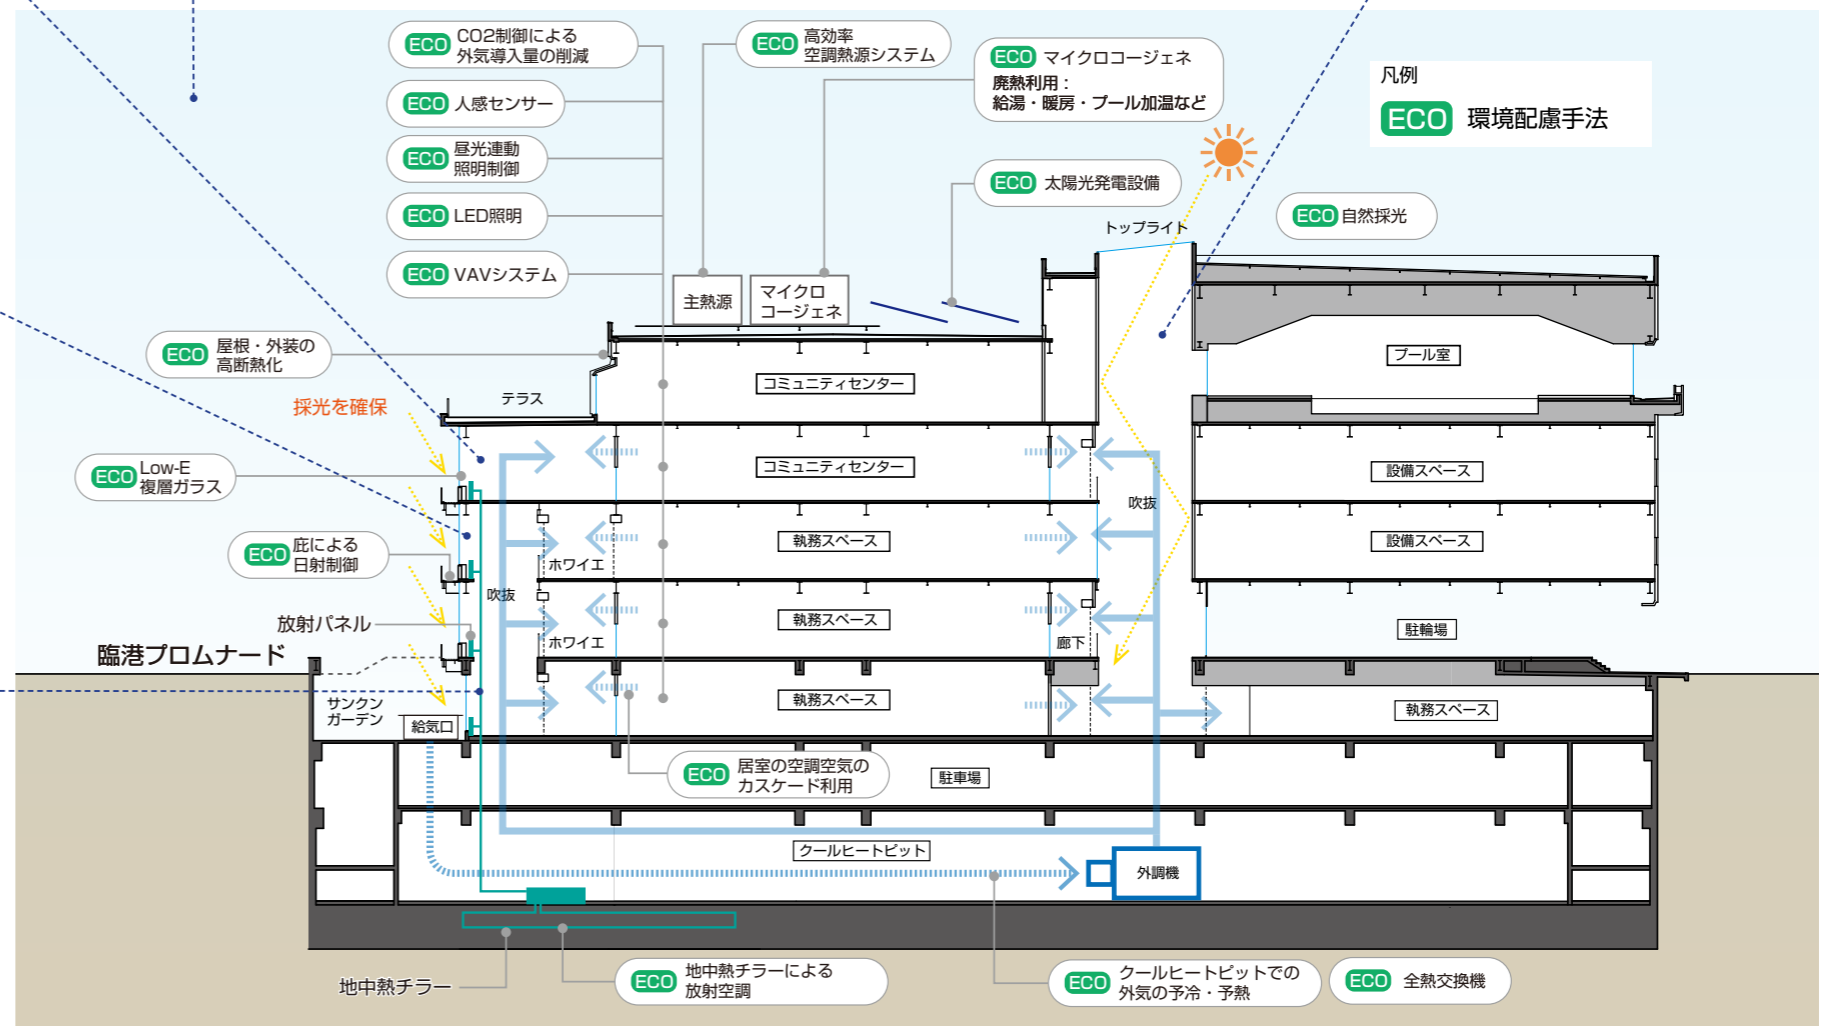 ECO CO2制御による
外気導入量の削減
ECO 人感センサー
ECO 昼光連動
照明制御
ECO LED照明
ECO VAVシステム
ECO 高効率
空調熱源システム
ECO マイクロコージェネ
廃熱利用：
給湯・暖房・プール加温など
凡例
ECO 環境配慮手法
ECO 太陽光発電設備
ECO 自然採光
トップライト
主熱源
マイクロ
コージェネ
ECO 屋根・外装の
高断熱化
テラス
採光を確保
コミュニティセンター
プール室
ECO Low-E
複層ガラス
コミュニティセンター
設備スペース
吹抜
ECO 庇による
日射制御
ホワイエ
執務スペース
設備スペース
吹抜
放射パネル
ホワイエ
執務スペース
廊下
駐輪場
臨港プロムナード
サンクン
ガーデン
給気口
執務スペース
執務スペース
ECO 居室の空調空気の
カスケード利用
駐車場
クールヒートピット
外調機
地中熱チラー
ECO 地中熱チラーによる
放射空調
ECO クールヒートピットでの
外気の予冷・予熱
ECO 全熱交換機